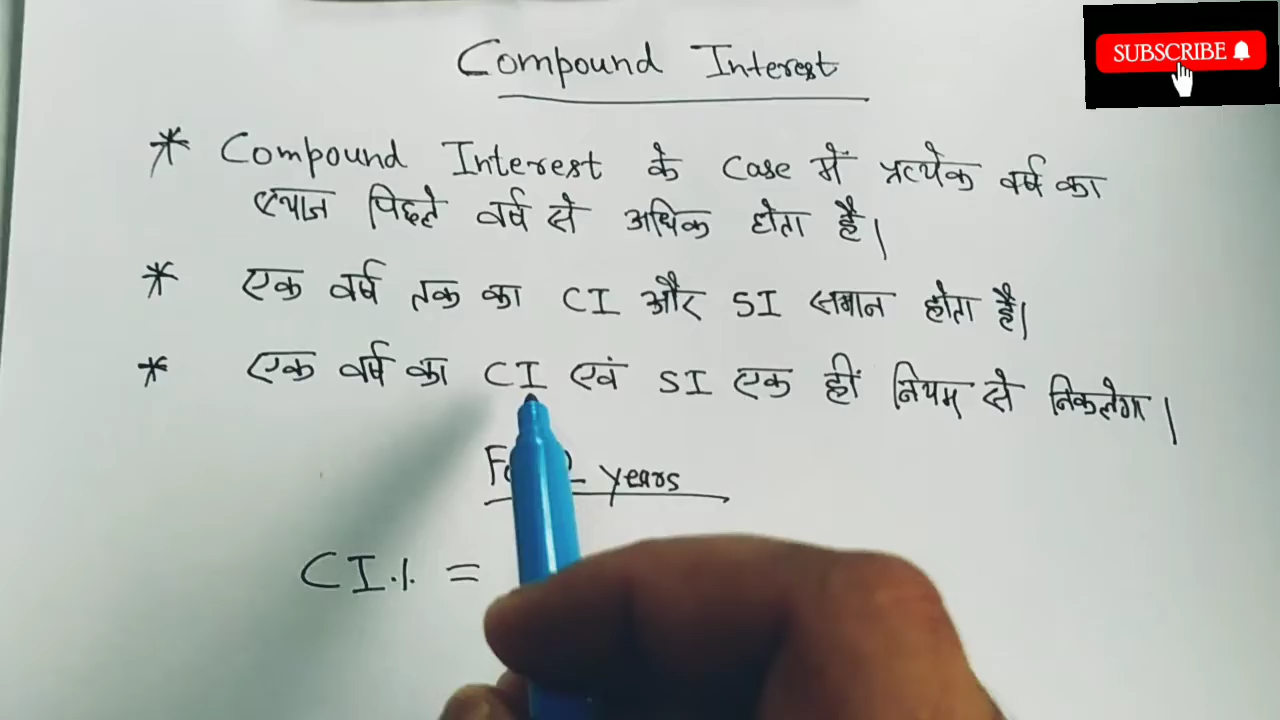 Compound Interest
SUBSCRIBE
* Compound Interest के case में प्रत्येक वर्ष का
ब्याज पिछले वर्ष से अधिक होता है।
* एक वर्ष तक का CI और SI समान होता है।
* एक वर्ष का CI एवं SI एक हीं नियम से निकलेगा।
years
CI.%. =